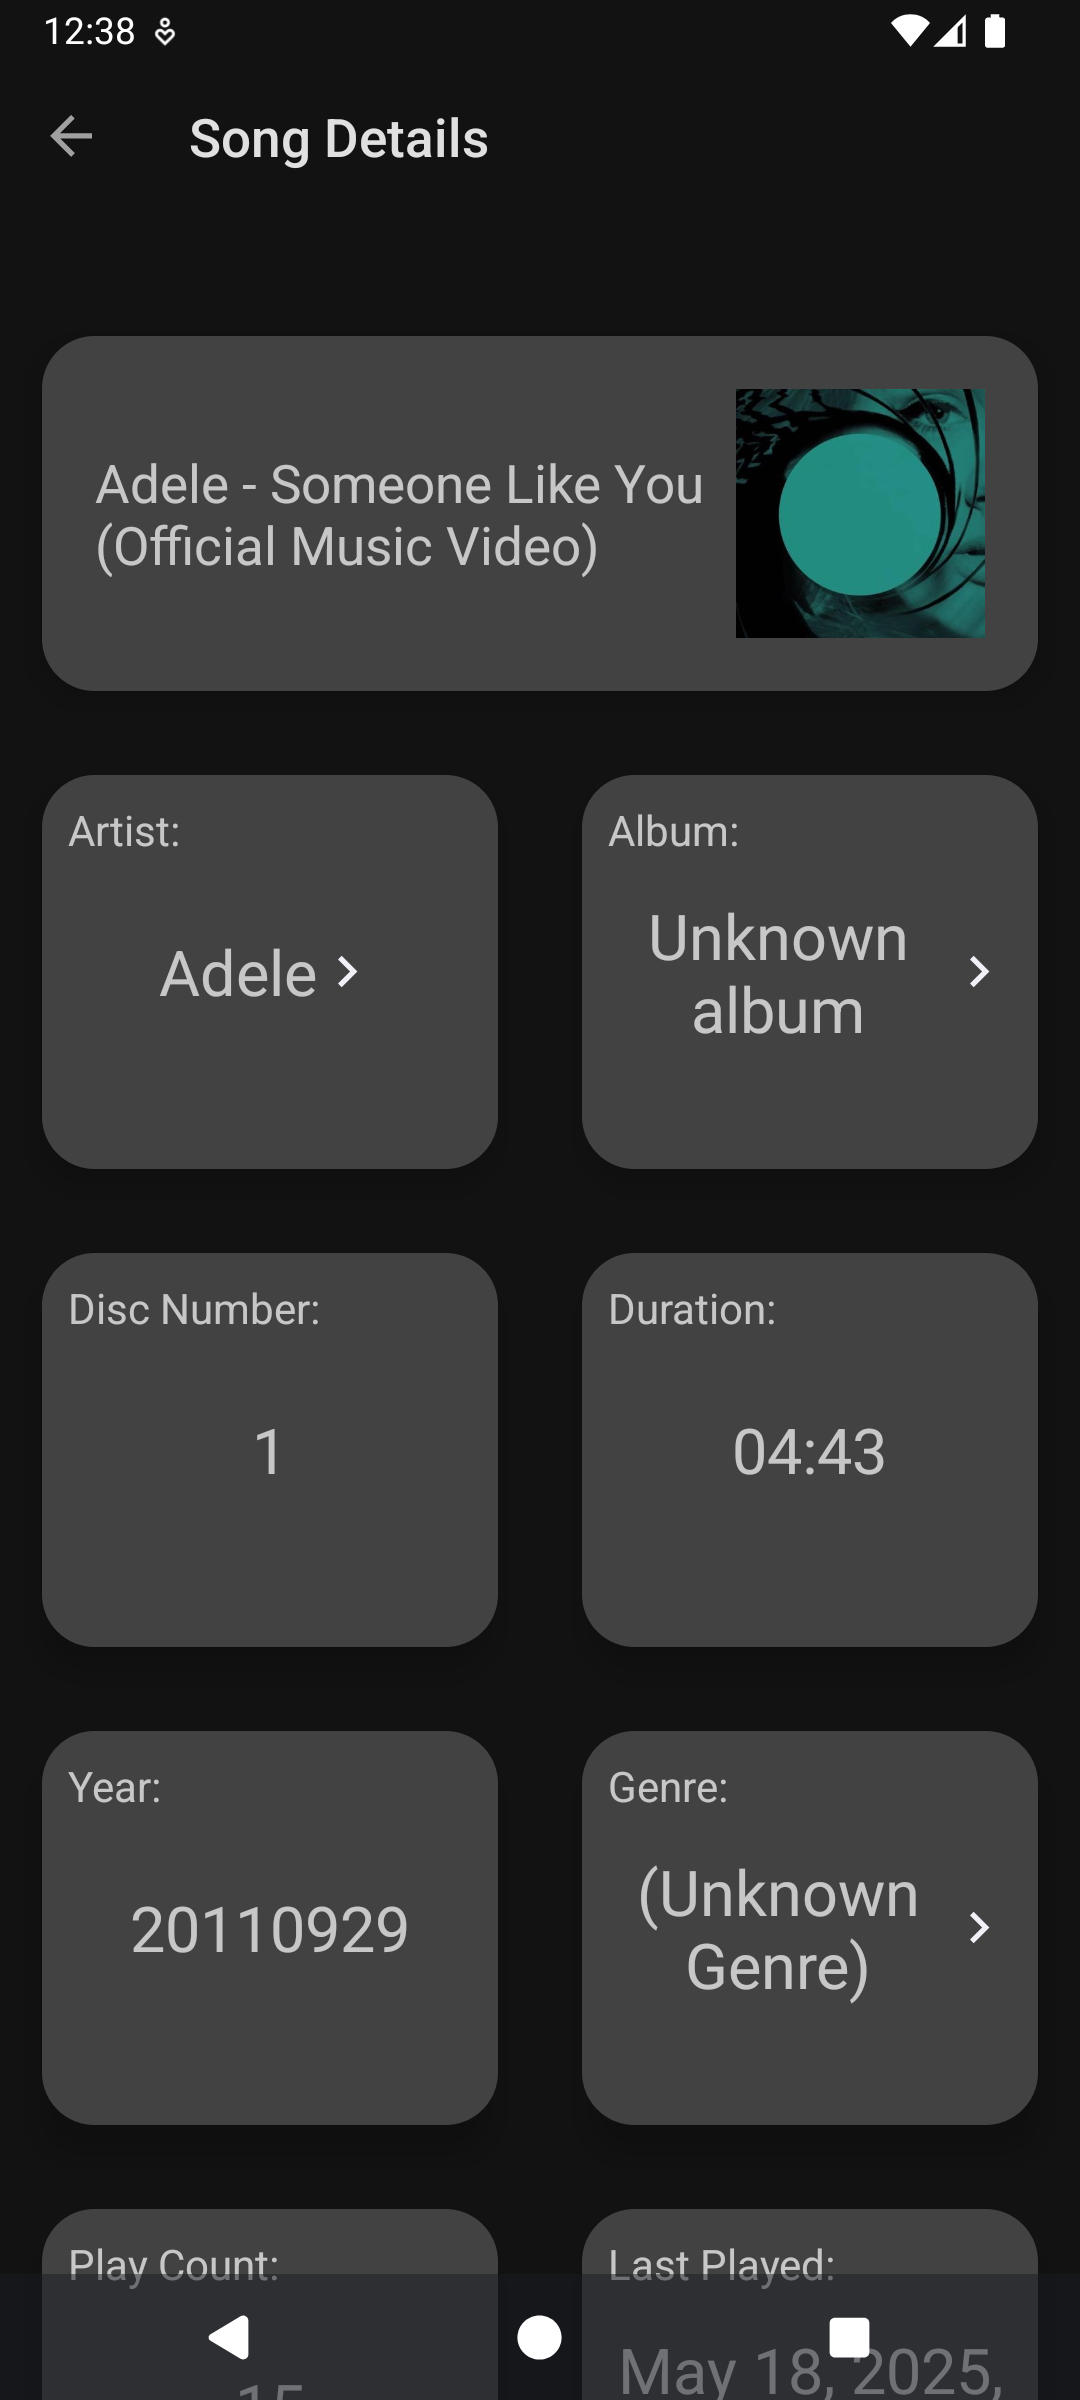 12:38
Song Details
Adele - Someone Like You
(Official Music Video)
Artist:
Album:
Adele
Unknown
album
Disc Number:
Duration:
1
04:43
Year:
Genre:
20110929
(Unknown
Genre)
Play Count:
Last Played:
15
May 18, 2025,